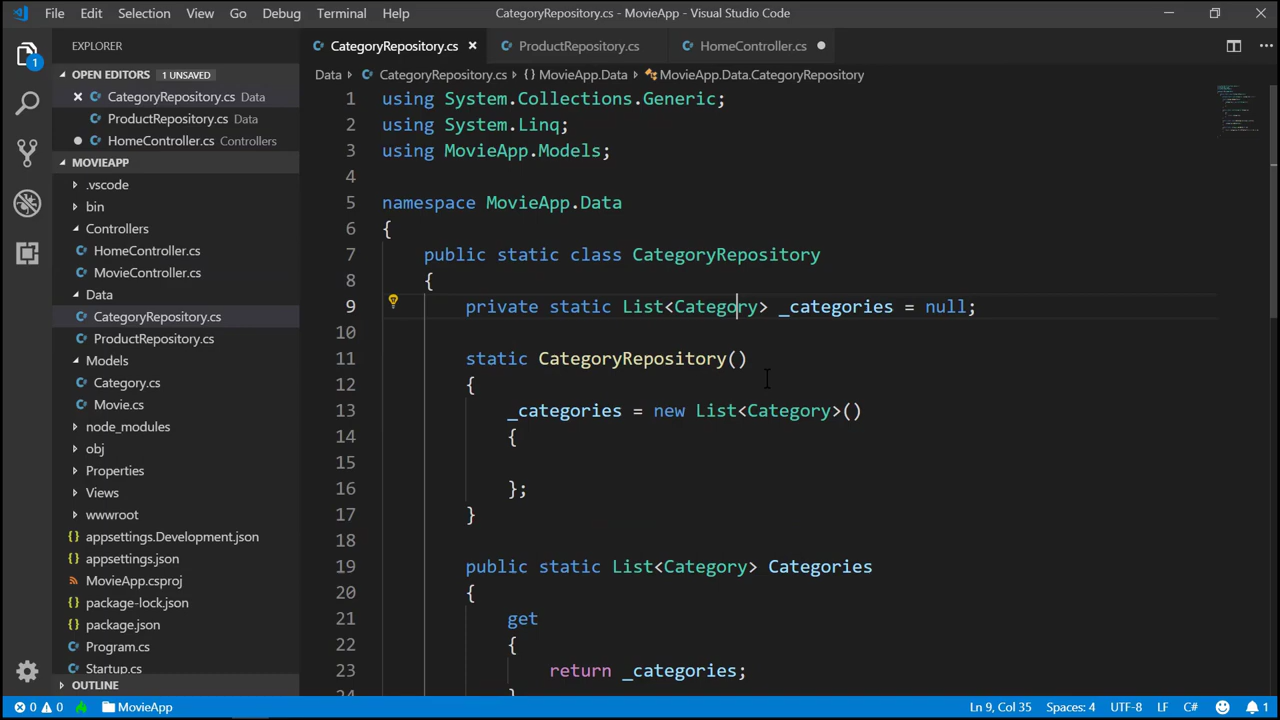 File Edit Selection View Go Debug Terminal Help CategoryRepository.cs - MovieApp - Visual Studio Code
EXPLORER
OPEN EDITORS 1 UNSAVED
CategoryRepository.cs Data
ProductRepository.cs Data
HomeController.cs Controllers
MOVIEAPP
.vscode
bin
Controllers
HomeController.cs
MovieController.cs
Data
CategoryRepository.cs
ProductRepository.cs
Models
Category.cs
Movie.cs
node_modules
obj
Properties
Views
wwwroot
appsettings.Development.json
appsettings.json
MovieApp.csproj
package-lock.json
package.json
Program.cs
Startup.cs
OUTLINE
1
CategoryRepository.cs ProductRepository.cs HomeController.cs
Data CategoryRepository.cs { } MovieApp.Data MovieApp.Data.CategoryRepository
1 using System.Collections.Generic;
2 using System.Linq;
3 using MovieApp.Models;
4
5 namespace MovieApp.Data
6 {
7 public static class CategoryRepository
8 {
9 private static List<Category> _categories = null;
10
11 static CategoryRepository()
12 {
13 _categories = new List<Category>()
14 {
15
16 };
17 }
18
19 public static List<Category> Categories
20 {
21 get
22 {
23 return _categories;
24 }
0 0 MovieApp Ln 9, Col 35 Spaces: 4 UTF-8 LF C# 1